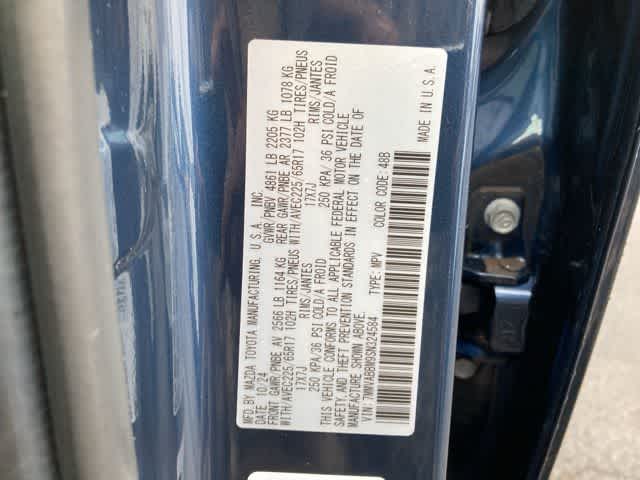 MFD. BY MAZDA TOYOTA MANUFACTURING, U.S.A. INC.
DATE: 10/24 GVWR/PNBV 4861 LB 2205 KG
FRONT GAWR/PNBE AV 2566 LB 1164 KG REAR GAWR/PNBE AR 2377 LB 1078 KG
WITH/AVEC225/65R17 102H TIRES/PNEUS WITH/AVEC225/65R17 102H TIRES/PNEUS
17X7J RIMS/JANTES 17X7J RIMS/JANTES
250 KPA/36 PSI COLD/A FROID 250 KPA/ 36 PSI COLD/A FROID
THIS VEHICLE CONFORMS TO ALL APPLICABLE FEDERAL MOTOR VEHICLE
SAFETY, AND THEFT PREVENTION STANDARDS IN EFFECT ON THE DATE OF
MANUFACTURE SHOWN ABOVE.
VIN: 7MMVABBM9SN324584 TYPE: MPV
COLOR CODE: 48B
MADE IN U.S.A.